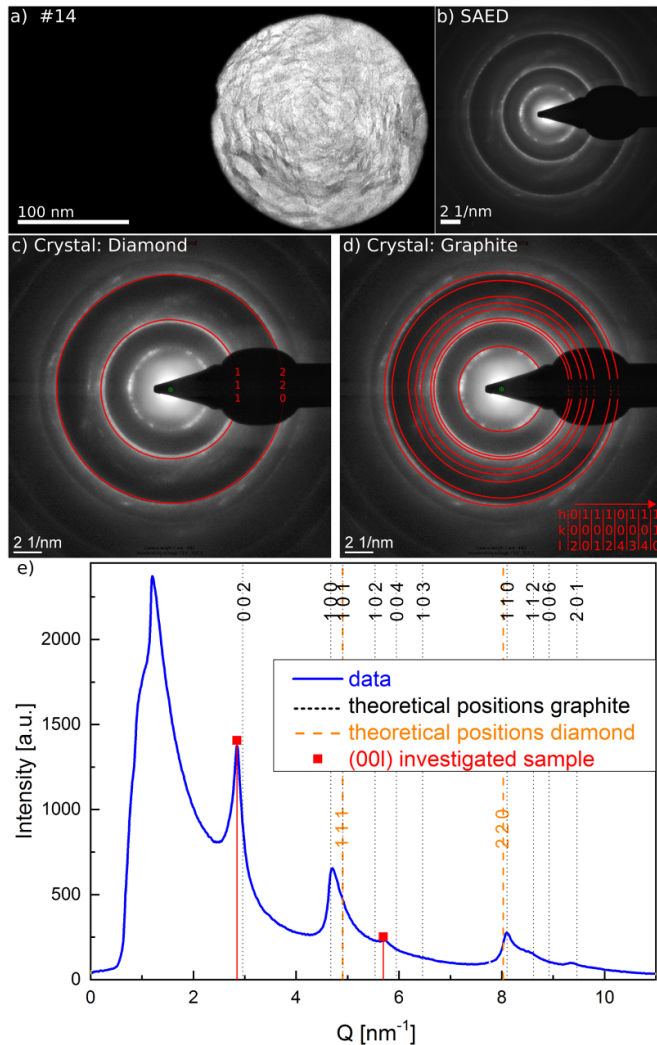 a) #14
100 nm
b) SAED
2 1/nm
c) Crystal: Diamond
1 2
1 2
1 0
2 1/nm
d) Crystal: Graphite
h 0 1 1 1 0 1 1 1
k 0 0 0 0 0 0 0 1
l 2 0 1 2 4 3 4 0
2 1/nm
e)
0 0 2
1 0 0
1 0 1
1 0 2
0 0 4
1 0 3
1 1 0
1 1 2
0 0 6
2 0 1
data
theoretical positions graphite
theoretical positions diamond
(00l) investigated sample
1 1 1
2 2 0
Intensity [a.u.]
2000
1500
1000
500
0
0 2 4 6 8 10
Q [nm⁻¹]